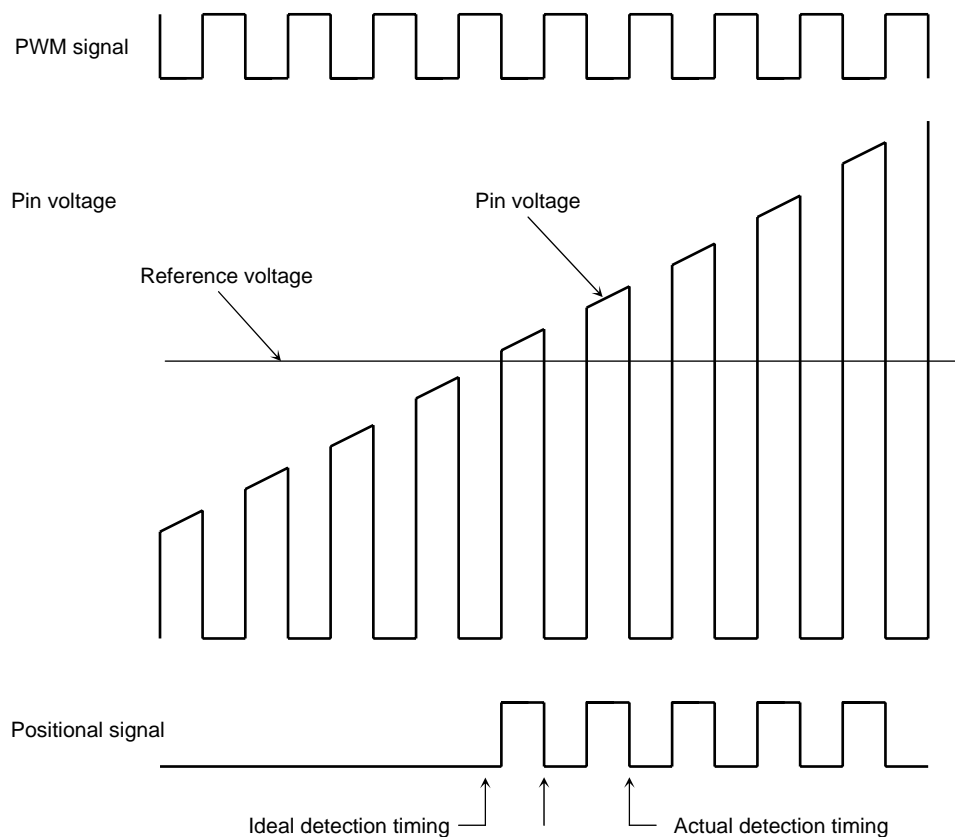 PWM signal
Pin voltage
Pin voltage
Reference voltage
Positional signal
Ideal detection timing
Actual detection timing